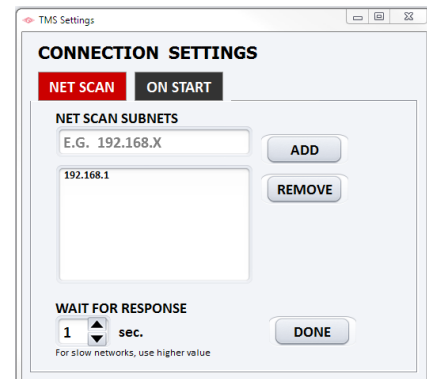 TMS Settings
CONNECTION SETTINGS
NET SCAN
ON START
NET SCAN SUBNETS
E.G. 192.168.X
ADD
192.168.1
REMOVE
WAIT FOR RESPONSE
1 sec.
DONE
For slow networks, use higher value